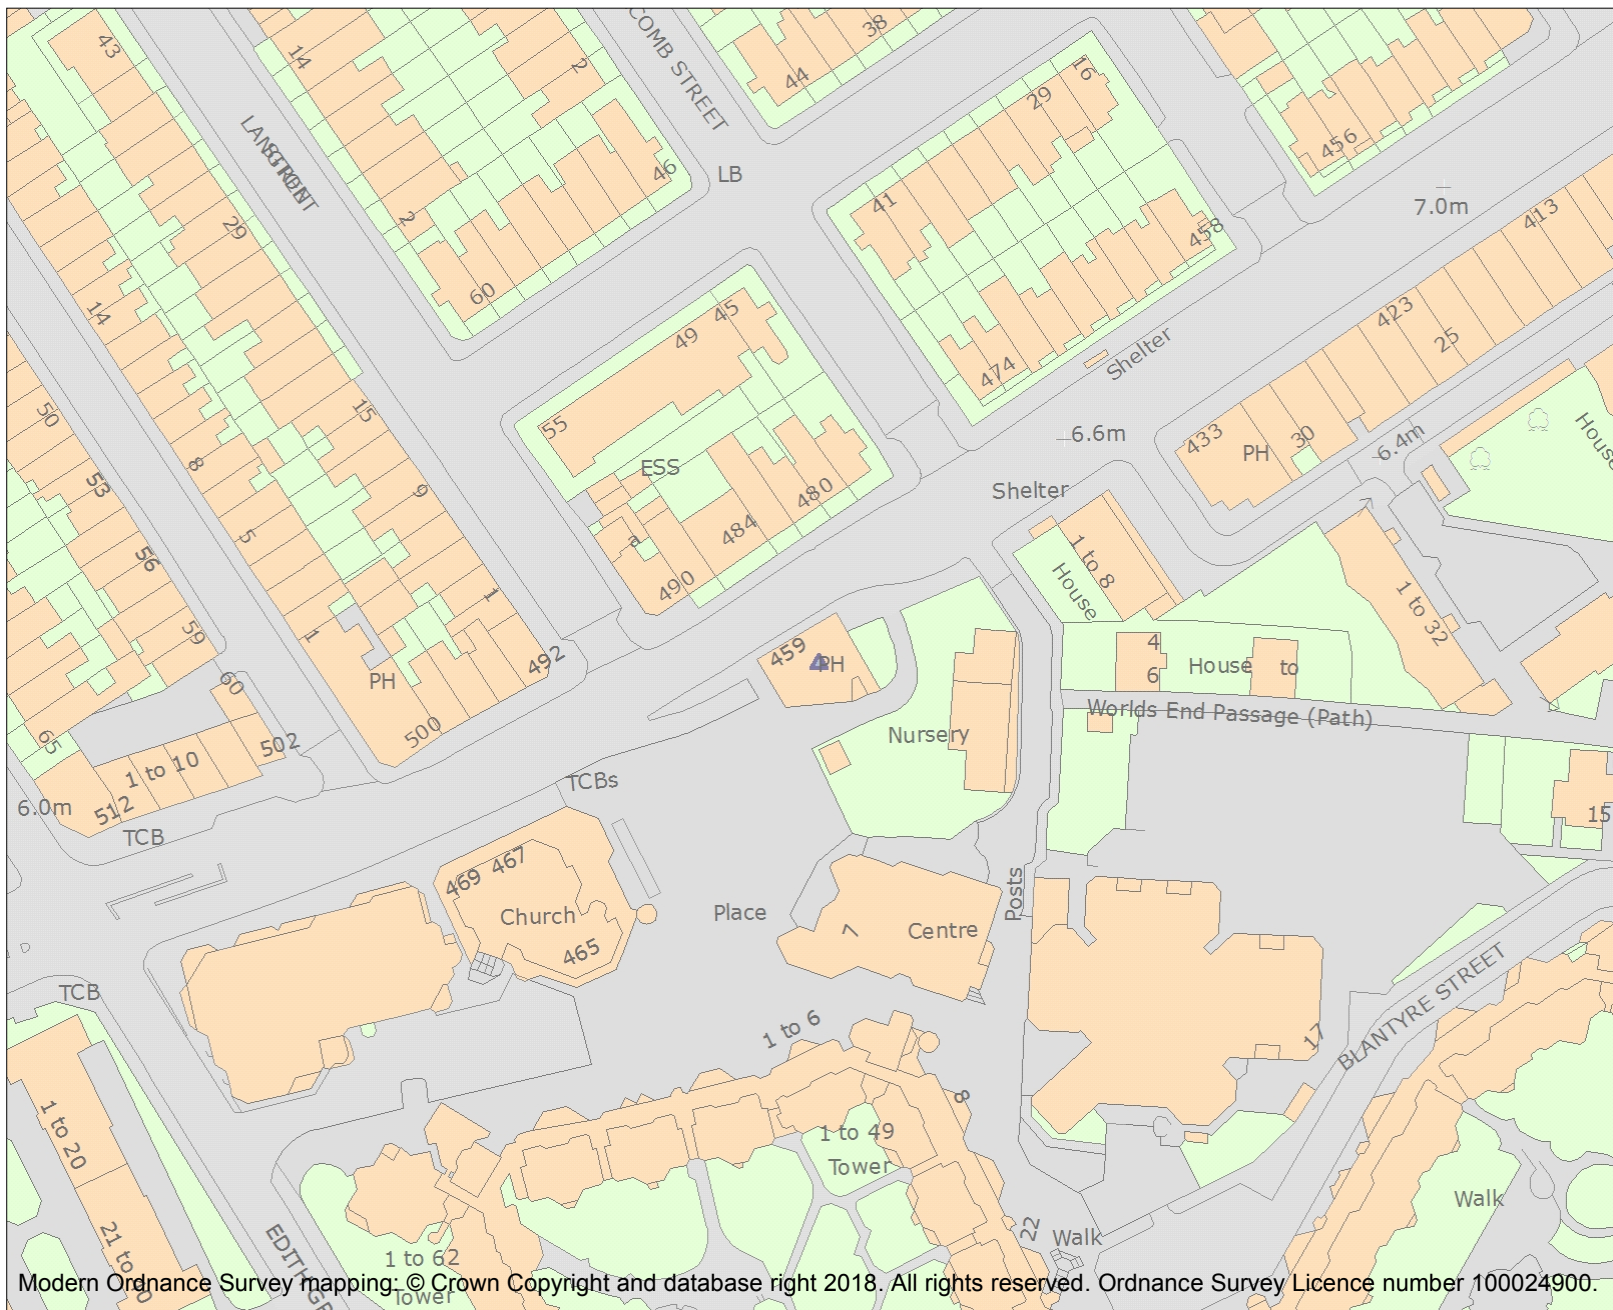 43
14
2
COMB STREET
38
44
16
29
456
LANGTON
STREET
46
LB
41
458
7.0m
413
29
2
60
14
45
49
474
Shelter
423
25
15
50
55
6.6m
433
PH
30
6.4m
House
8
53
9
ESS
480
Shelter
484
5
56
a
490
1 to 8
House
1 to 32
1
59
1
492
459
4
PH
4
6
House
to
60
PH
500
Worlds End Passage (Path)
Nursery
65
502
1 to 10
512
6.0m
TCBs
TCB
15
469
467
Church
465
Place
7
Centre
Posts
TCB
BLANTYRE STREET
17
1 to 6
8
1 to 20
1 to 49
Tower
Walk
22
Walk
21 to
EDITH GR
1 to 62
Tower
Modern Ordnance Survey mapping: © Crown Copyright and database right 2018. All rights reserved. Ordnance Survey Licence number 100024900.